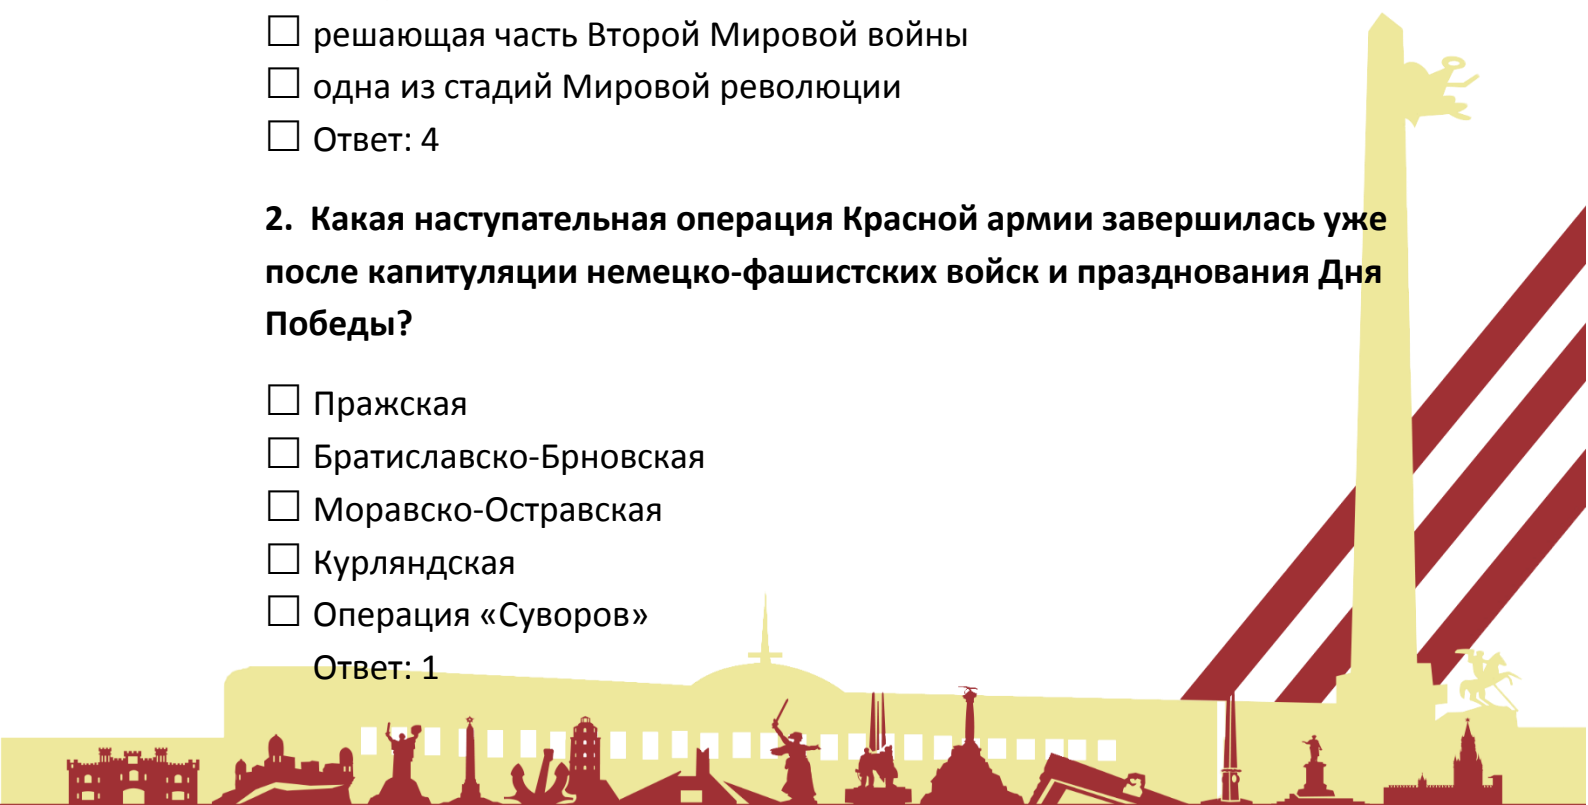 ☐ решающая часть Второй Мировой войны
☐ одна из стадий Мировой революции
☐ Ответ: 4
2. Какая наступательная операция Красной армии завершилась уже
после капитуляции немецко-фашистских войск и празднования Дня
Победы?
☐ Пражская
☐ Братиславско-Брновская
☐ Моравско-Остравская
☐ Курляндская
☐ Операция «Суворов»
Ответ: 1